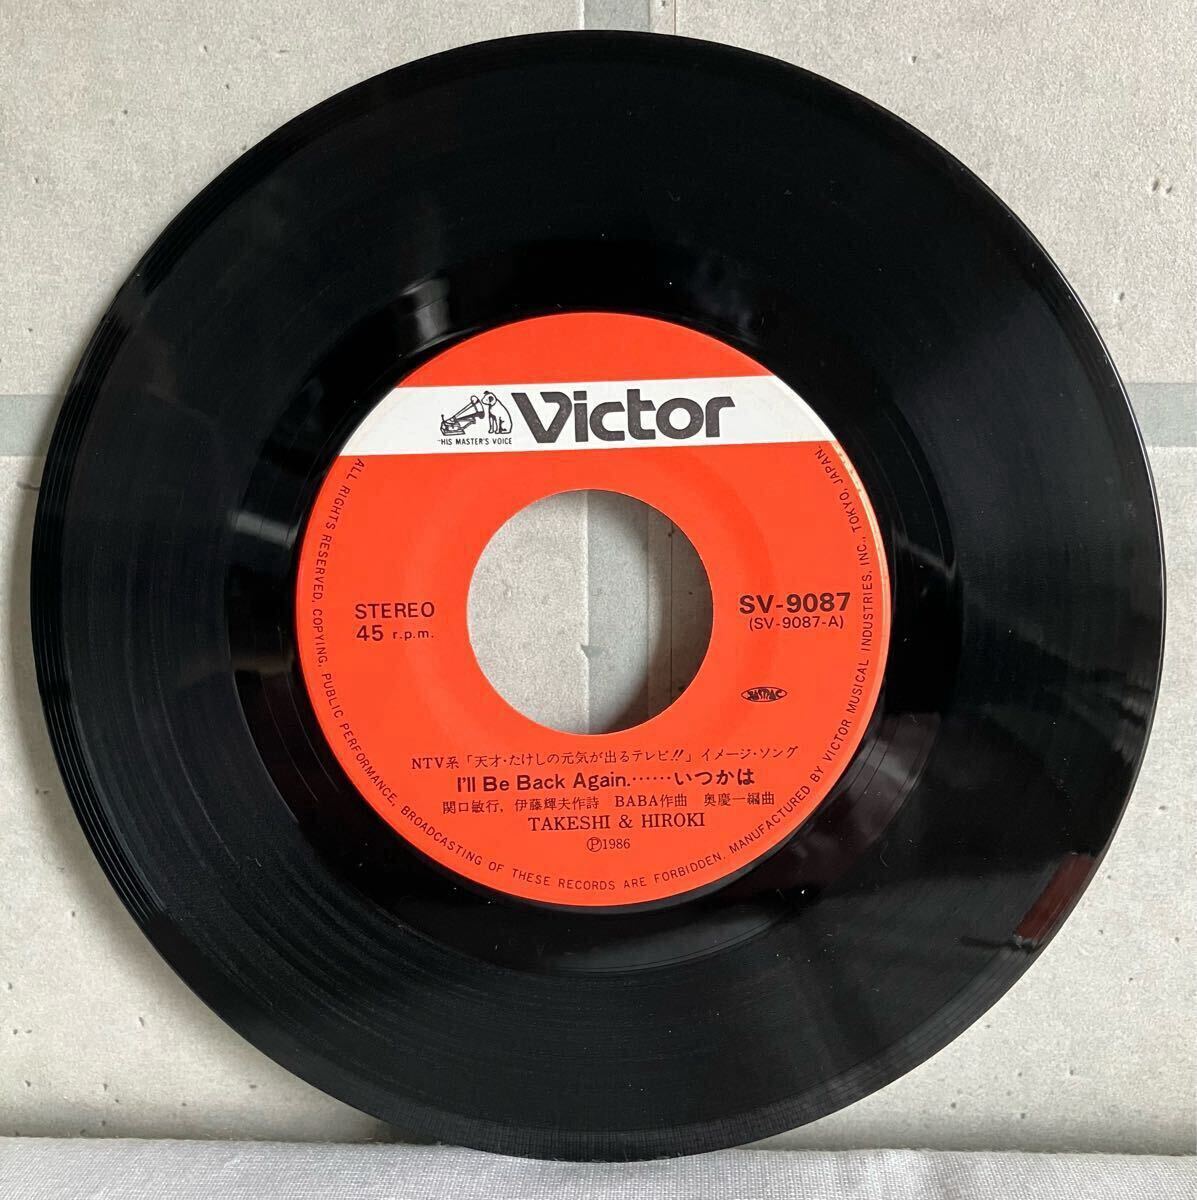 "HIS MASTER'S VOICE
Victor
STEREO
45 r.p.m.
SV-9087
(SV-9087-A)
JASRAC
NTV系「天才・たけしの元気が出るテレビ!!」イメージ・ソング
I'll Be Back Again.……いつかは
関口敏行, 伊藤輝夫作詩 BABA作曲 奥慶一編曲
TAKESHI & HIROKI
Ⓟ1986
ALL RIGHTS RESERVED, COPYING, PUBLIC PERFORMANCE, BROADCASTING OF THESE RECORDS ARE FORBIDDEN. MANUFACTURED BY VICTOR MUSICAL INDUSTRIES, INC., TOKYO, JAPAN.